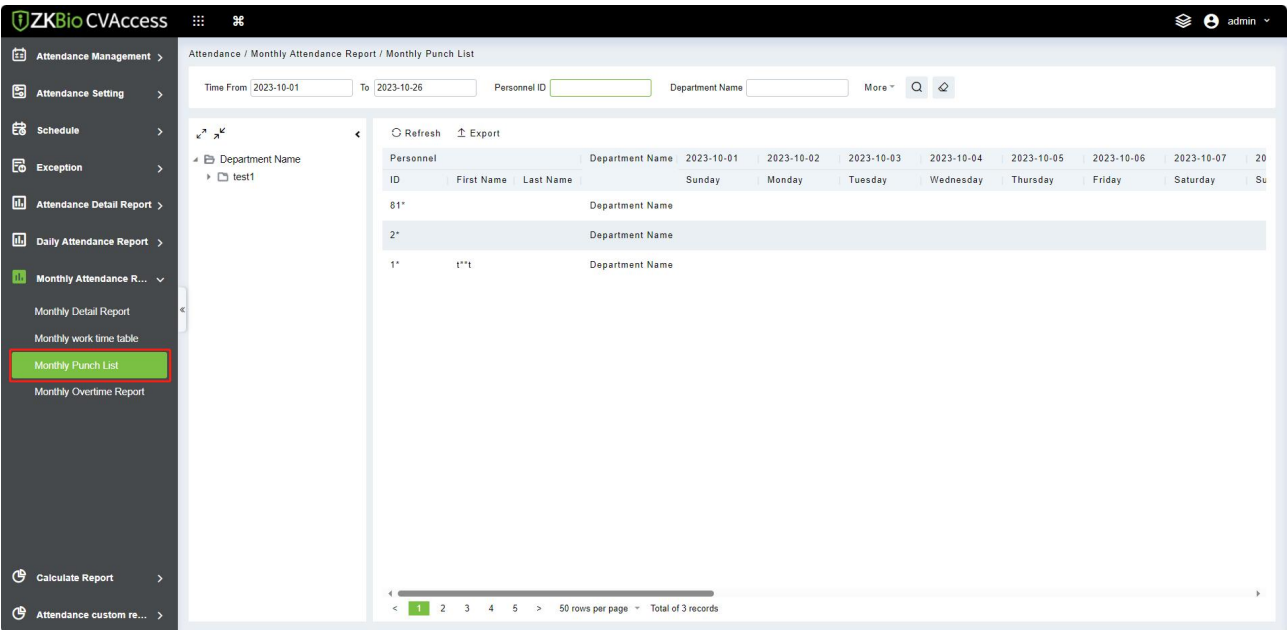 ZKBio CVAccess
admin
Attendance Management
Attendance Setting
Schedule
Exception
Attendance Detail Report
Daily Attendance Report
Monthly Attendance R...
Monthly Detail Report
Monthly work time table
Monthly Punch List
Monthly Overtime Report
Calculate Report
Attendance custom re...
Attendance / Monthly Attendance Report / Monthly Punch List
Time From 2023-10-01 To 2023-10-26 Personnel ID Department Name More
Department Name
test1
Refresh Export
Personnel Department Name 2023-10-01 2023-10-02 2023-10-03 2023-10-04 2023-10-05 2023-10-06 2023-10-07 20
ID First Name Last Name Sunday Monday Tuesday Wednesday Thursday Friday Saturday Su
81* Department Name
2* Department Name
1* t**t Department Name
< 1 2 3 4 5 > 50 rows per page Total of 3 records